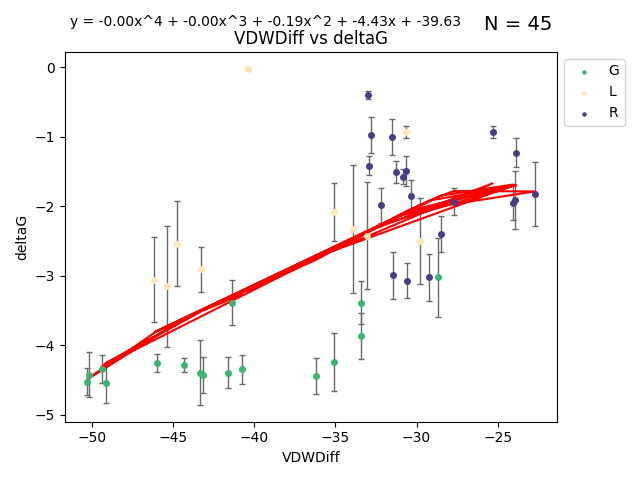 y = -0.00x^4 + -0.00x^3 + -0.19x^2 + -4.43x + -39.63
N = 45
VDWDiff vs deltaG
G
L
R
0
−1
−2
−3
−4
−5
deltaG
−50
−45
−40
−35
−30
−25
VDWDiff